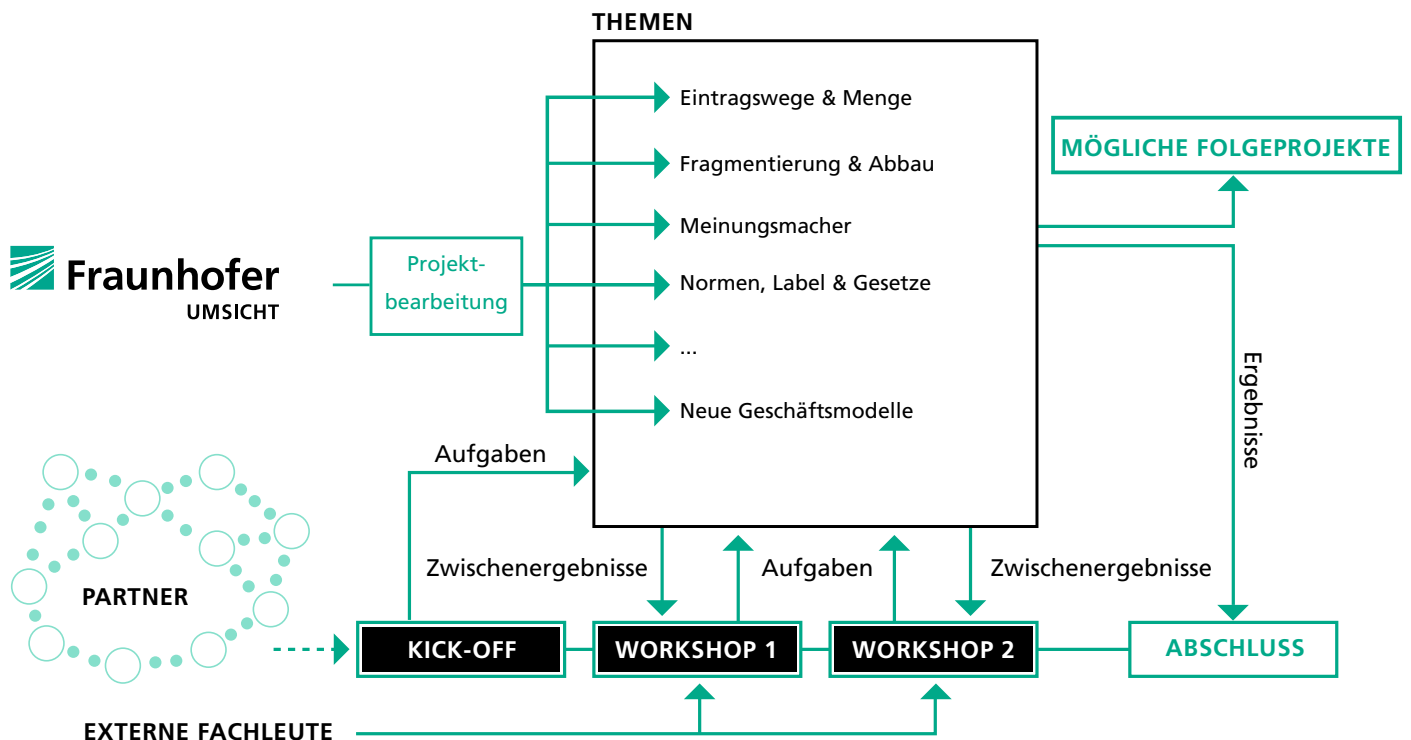 THEMEN
Eintragswege & Menge
Fragmentierung & Abbau
Meinungsmacher
Normen, Label & Gesetze
...
Neue Geschäftsmodelle
MÖGLICHE FOLGEPROJEKTE
Fraunhofer
UMSICHT
Projekt-
bearbeitung
Ergebnisse
Aufgaben
Zwischenergebnisse
Aufgaben
Zwischenergebnisse
PARTNER
KICK-OFF
WORKSHOP 1
WORKSHOP 2
ABSCHLUSS
EXTERNE FACHLEUTE